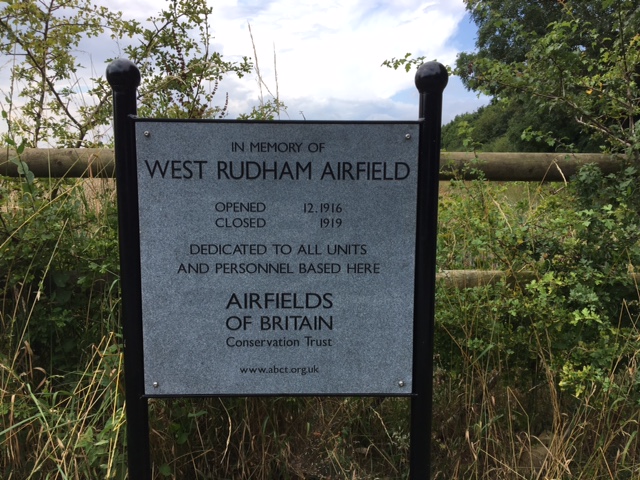 IN MEMORY OF
WEST RUDHAM AIRFIELD
OPENED 12.1916
CLOSED 1919
DEDICATED TO ALL UNITS
AND PERSONNEL BASED HERE
AIRFIELDS
OF BRITAIN
Conservation Trust
www.abct.org.uk